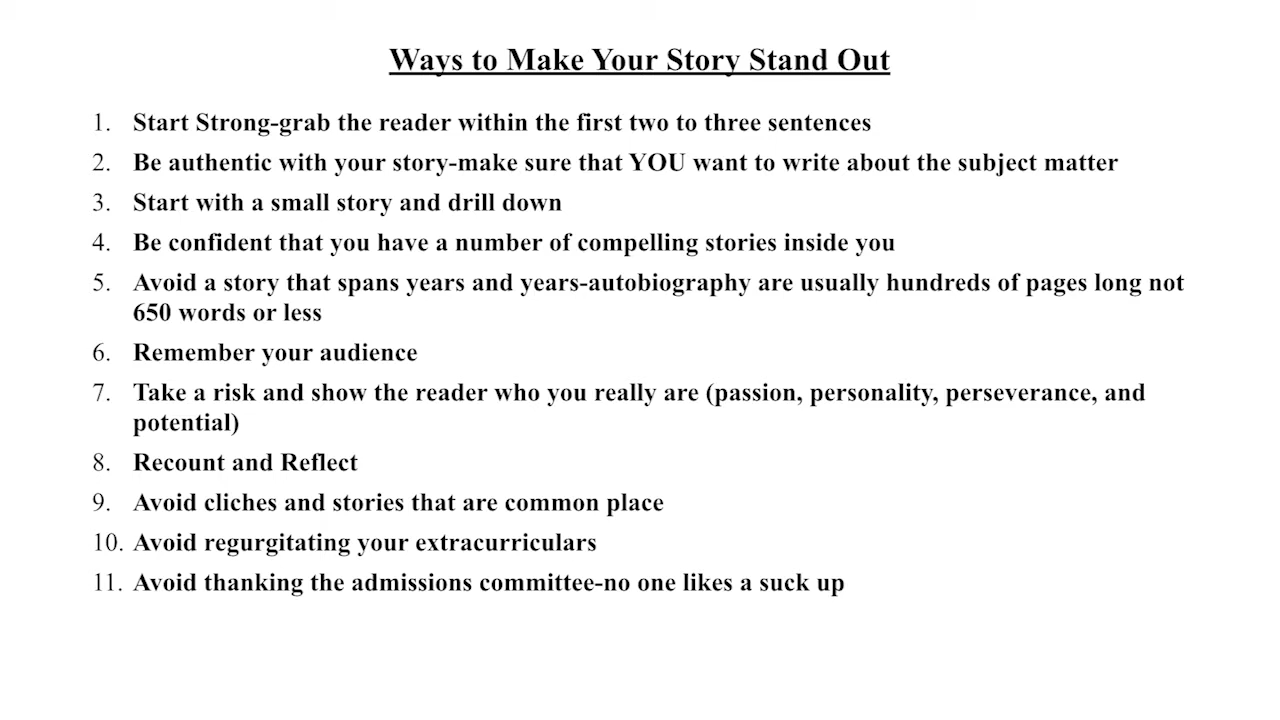 Ways to Make Your Story Stand Out
1. Start Strong-grab the reader within the first two to three sentences
2. Be authentic with your story-make sure that YOU want to write about the subject matter
3. Start with a small story and drill down
4. Be confident that you have a number of compelling stories inside you
5. Avoid a story that spans years and years-autobiography are usually hundreds of pages long not
650 words or less
6. Remember your audience
7. Take a risk and show the reader who you really are (passion, personality, perseverance, and
potential)
8. Recount and Reflect
9. Avoid cliches and stories that are common place
10. Avoid regurgitating your extracurriculars
11. Avoid thanking the admissions committee-no one likes a suck up